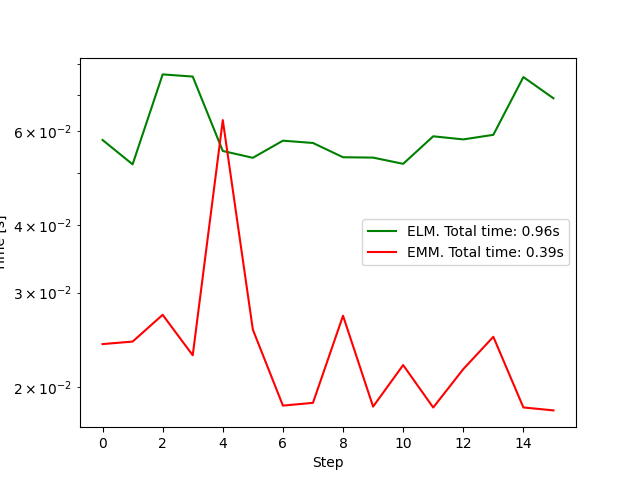 6 × 10⁻²
4 × 10⁻²
3 × 10⁻²
2 × 10⁻²
ELM. Total time: 0.96s
EMM. Total time: 0.39s
0 2 4 6 8 10 12 14
Step